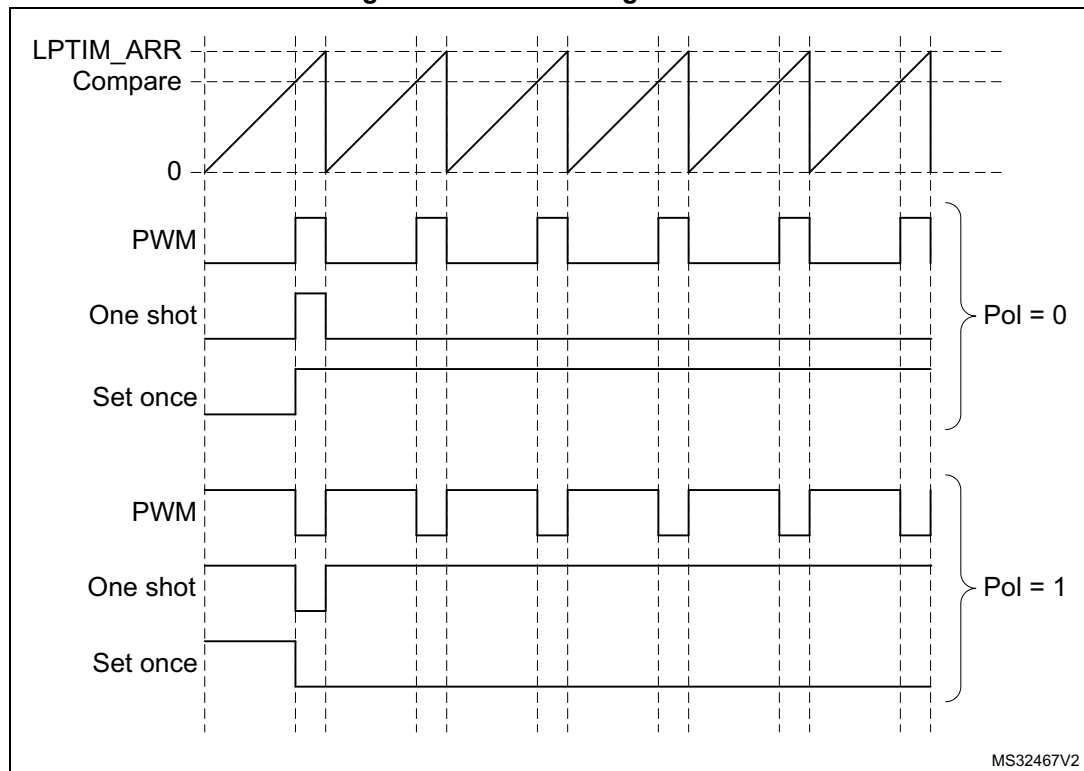 LPTIM_ARR
Compare
0
PWM
One shot
Set once
Pol = 0
PWM
One shot
Set once
Pol = 1
MS32467V2